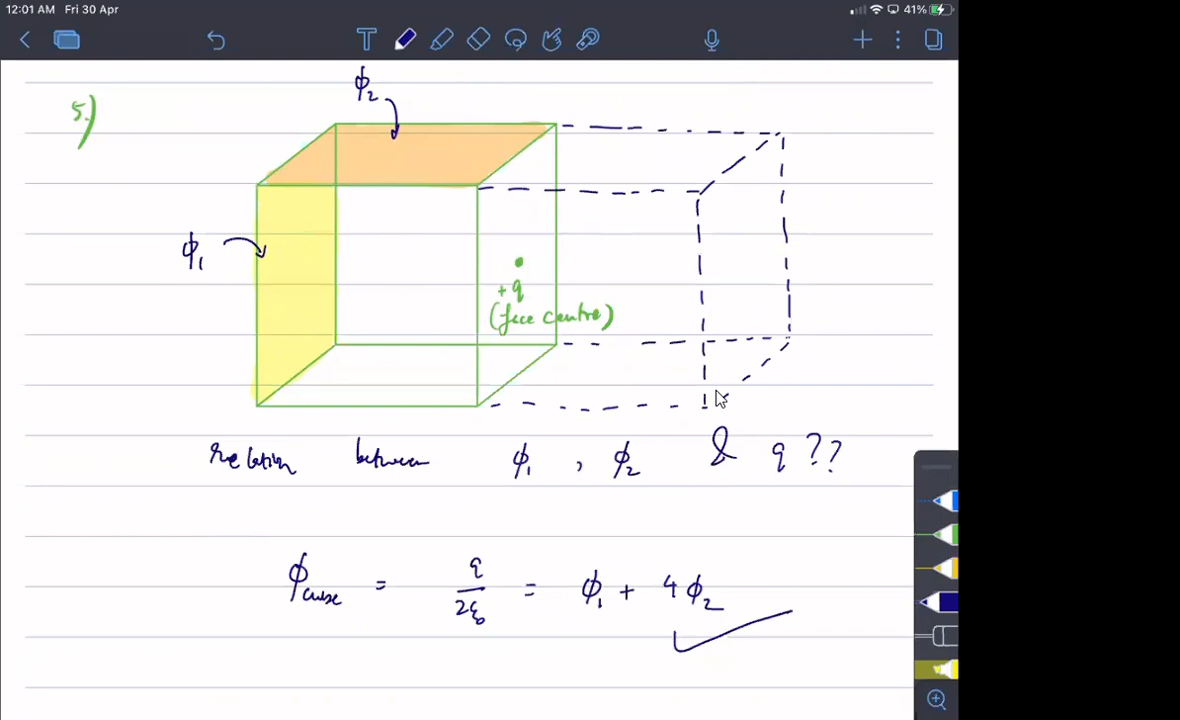 12:01 AM Fri 30 Apr 41%
T
5.)
ϕ₂
ϕ₁
+q
(face centre)
relation between ϕ₁ , ϕ₂ & q ??
ϕcube = q/2ε₀ = ϕ₁ + 4ϕ₂